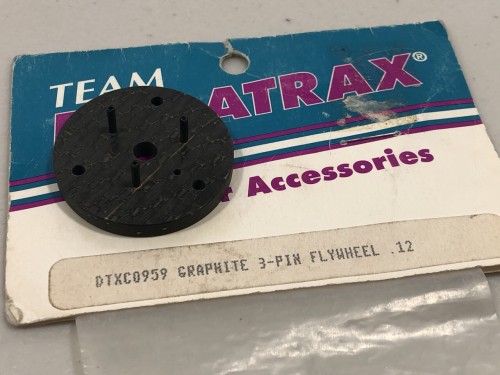 TEAM
ATRAX®
Accessories
DTXC0959 GRAPHITE 3-PIN FLYWHEEL .12